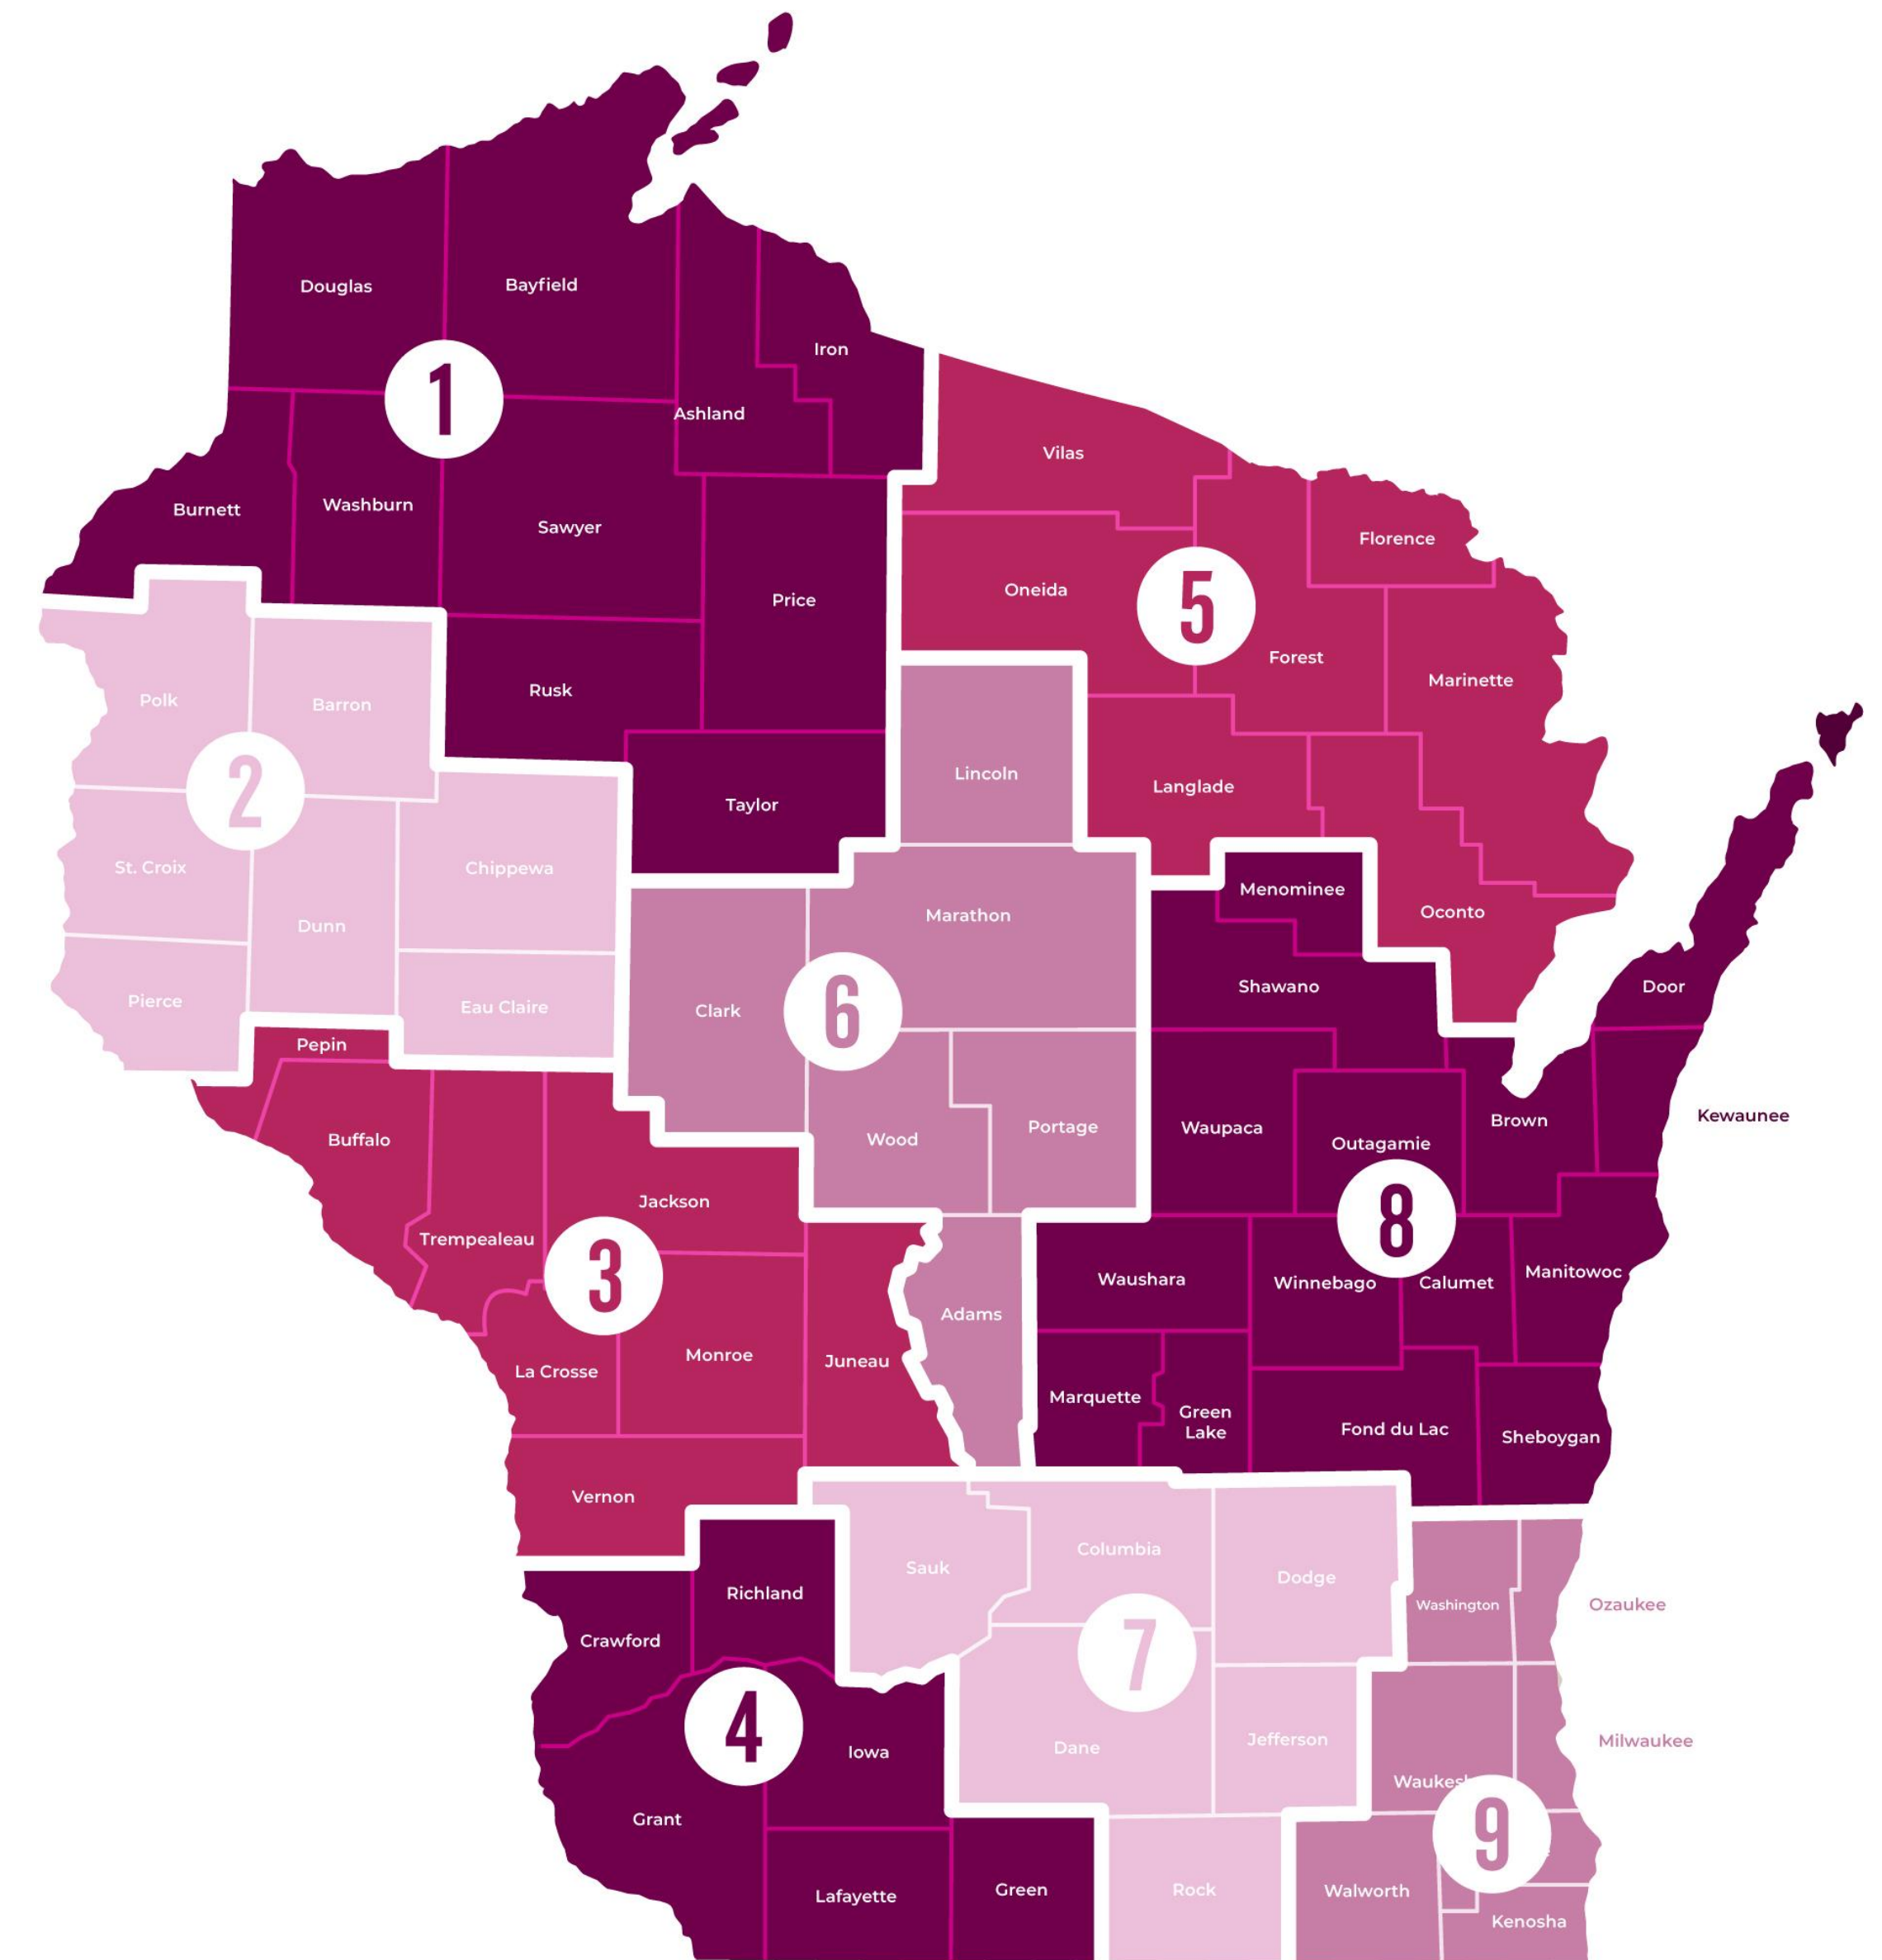 Douglas
Bayfield
Iron
1
Ashland
Vilas
Burnett
Washburn
Sawyer
Florence
Oneida
5
Price
Forest
Marinette
Polk
Barron
Rusk
Lincoln
Langlade
2
Taylor
St. Croix
Chippewa
Menominee
Marathon
Oconto
Dunn
Shawano
Door
Pierce
Eau Claire
Clark
6
Pepin
Kewaunee
Brown
Waupaca
Portage
Buffalo
Wood
Outagamie
Jackson
8
Trempealeau
3
Waushara
Winnebago
Calumet
Manitowoc
Adams
Monroe
Juneau
La Crosse
Marquette
Green
Lake
Fond du Lac
Sheboygan
Vernon
Columbia
Sauk
Dodge
Richland
Washington
Ozaukee
Crawford
7
4
Iowa
Dane
Jefferson
Milwaukee
Grant
9
Lafayette
Green
Rock
Walworth
Kenosha